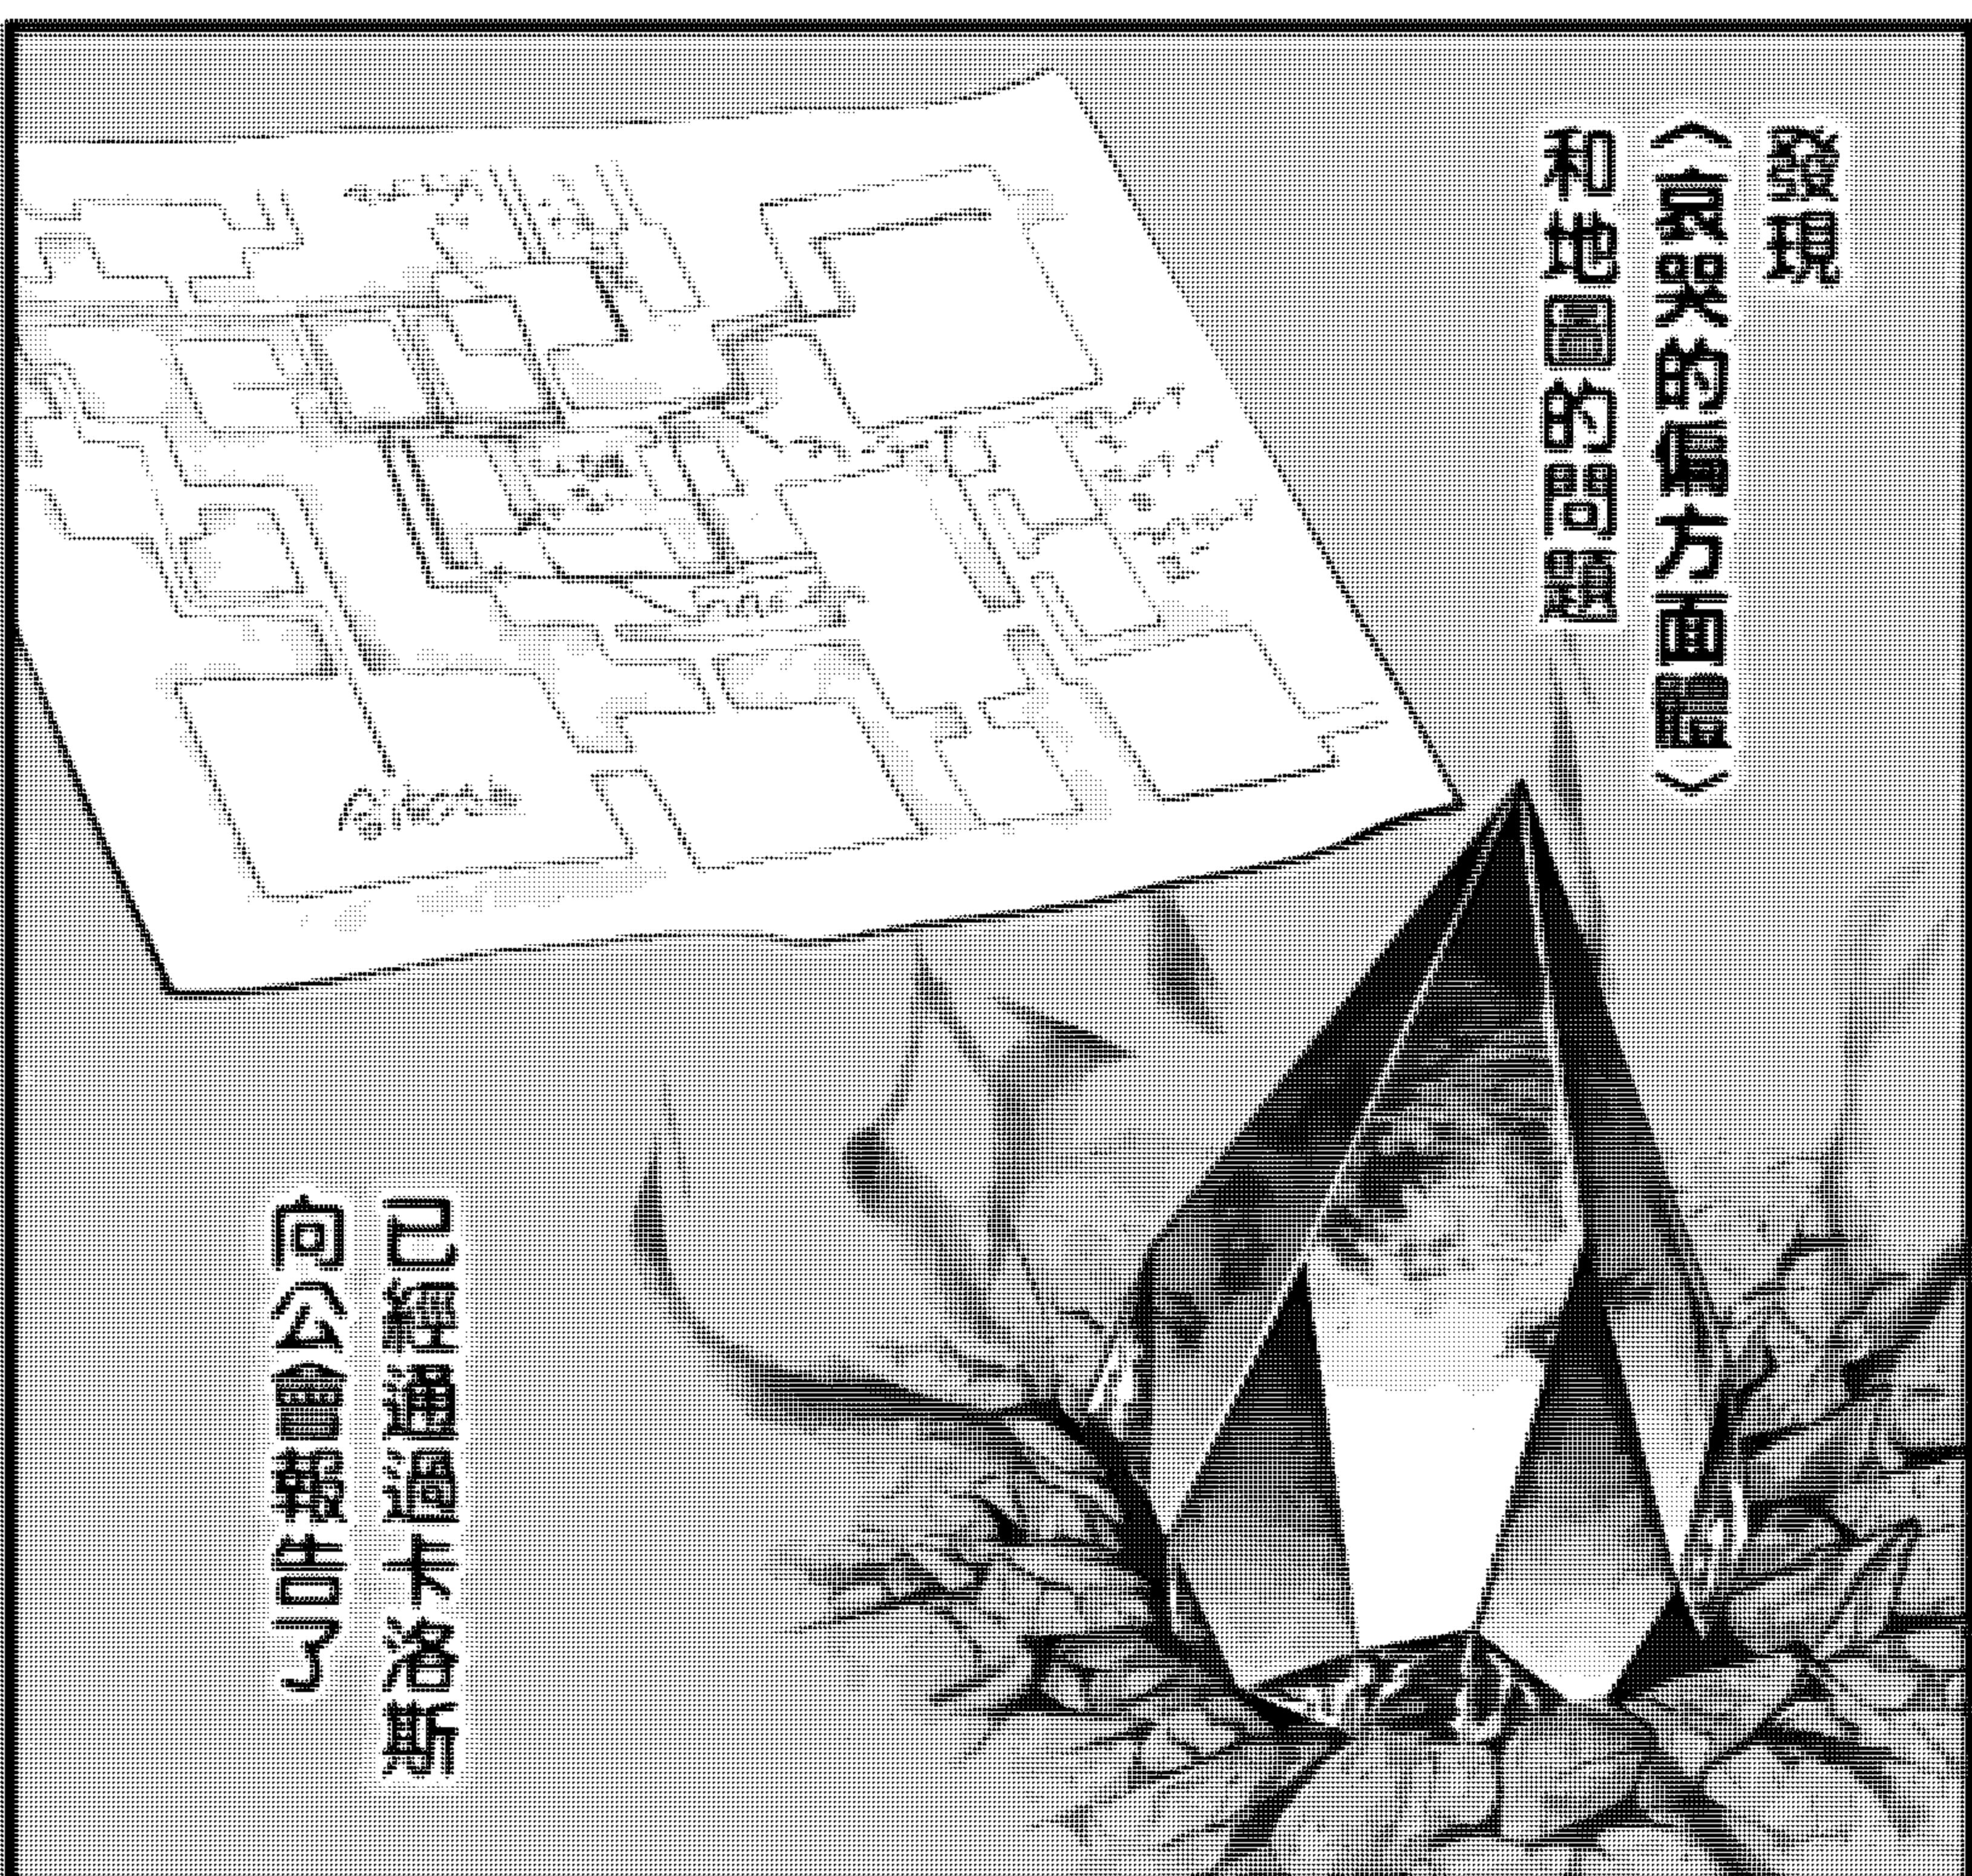 發現
︽哀哭的偏方面體︾
和地圖的問題
已經通過卡洛斯
向公會報告了